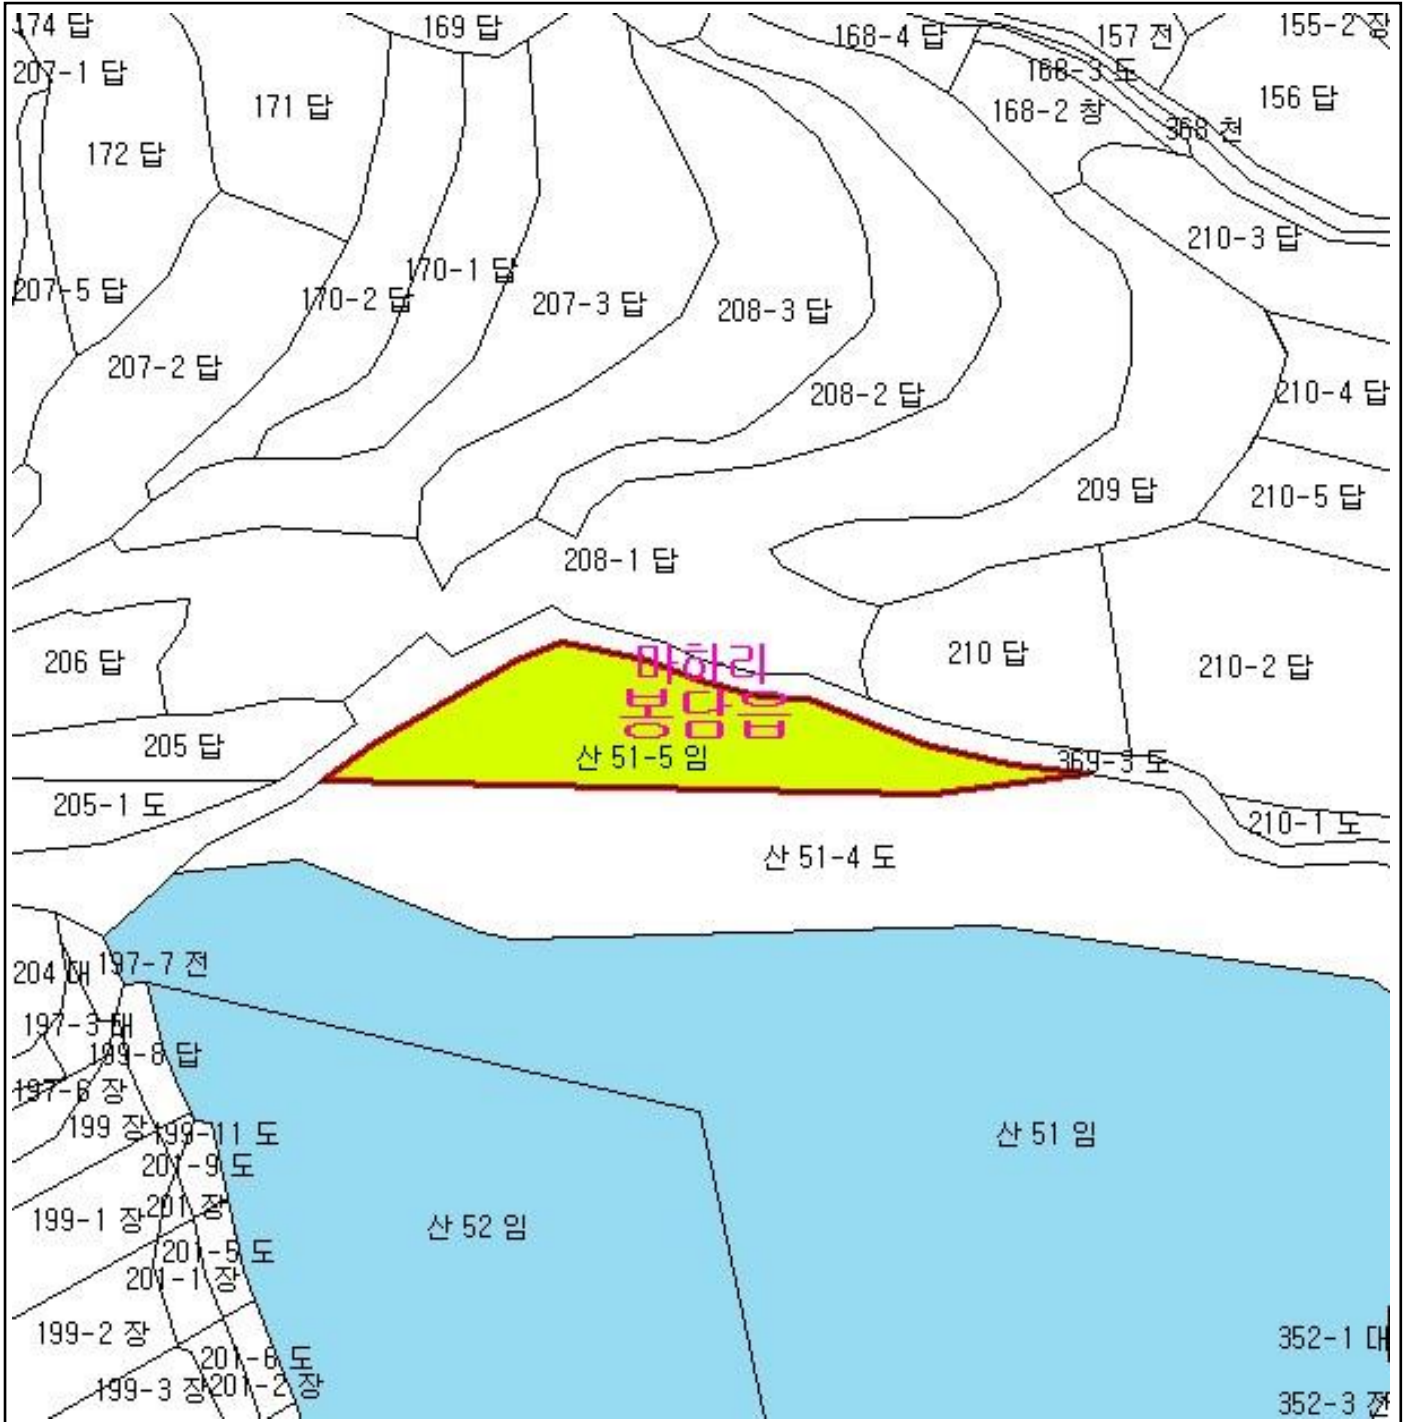 174 답
169 답
168-4 답
157 전
155-2 장
207-1 답
168-3 도
171 답
168-2 창
156 답
368 천
172 답
210-3 답
170-1 답
207-5 답
170-2 답
207-3 답
208-3 답
207-2 답
208-2 답
210-4 답
209 답
210-5 답
208-1 답
206 답
마하리
210 답
210-2 답
봉담읍
205 답
산 51-5 임
369-3 도
205-1 도
210-1 도
산 51-4 도
204 대
197-7 전
197-3 대
199-8 답
197-6 장
199 장
199-11 도
산 51 임
201-9 도
199-1 장
201 장
산 52 임
201-5 도
201-1 장
199-2 장
352-1 대
201-6 도
199-3 장
201-2 장
352-3 전